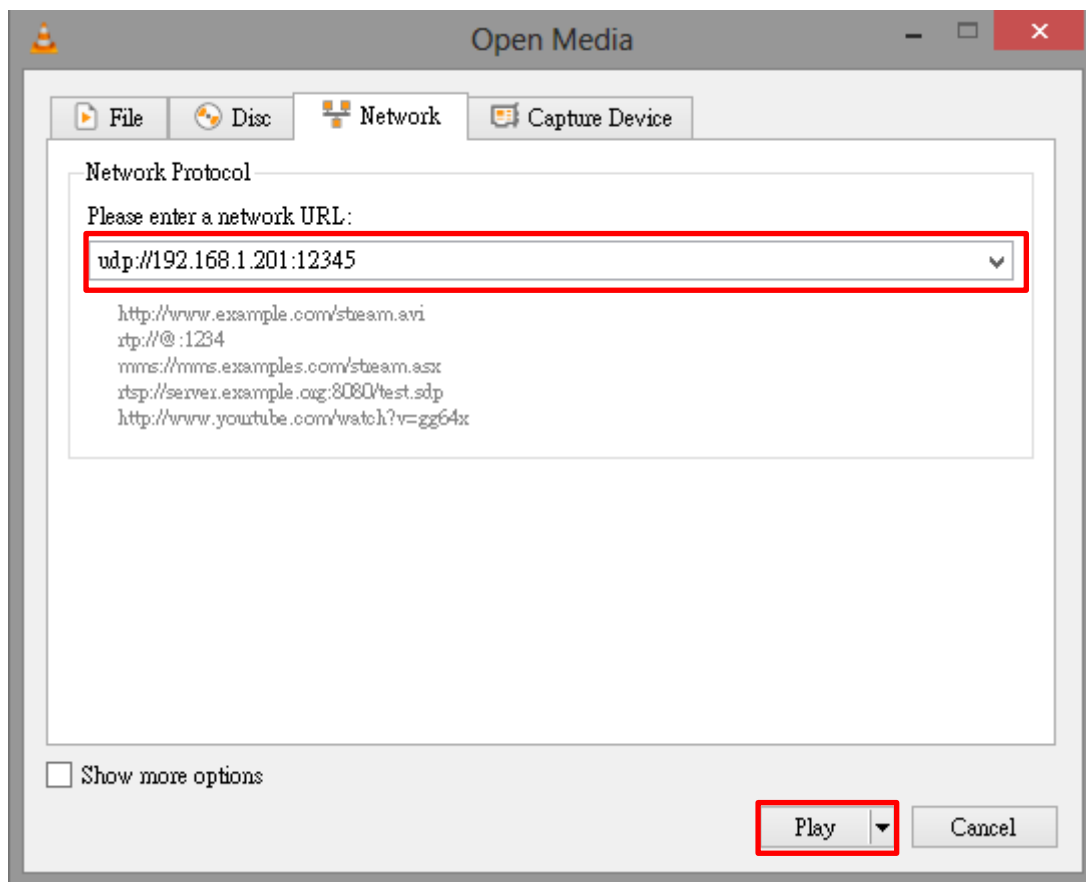 Open Media
File Disc Network Capture Device
Network Protocol
Please enter a network URL:
udp://192.168.1.201:12345
http://www.example.com/stream.avi
rtp://@:1234
mms://mms.examples.com/stream.asx
rtsp://server.example.org:8080/test.sdp
http://www.yourtube.com/watch?v=gg64x
Show more options
Play Cancel